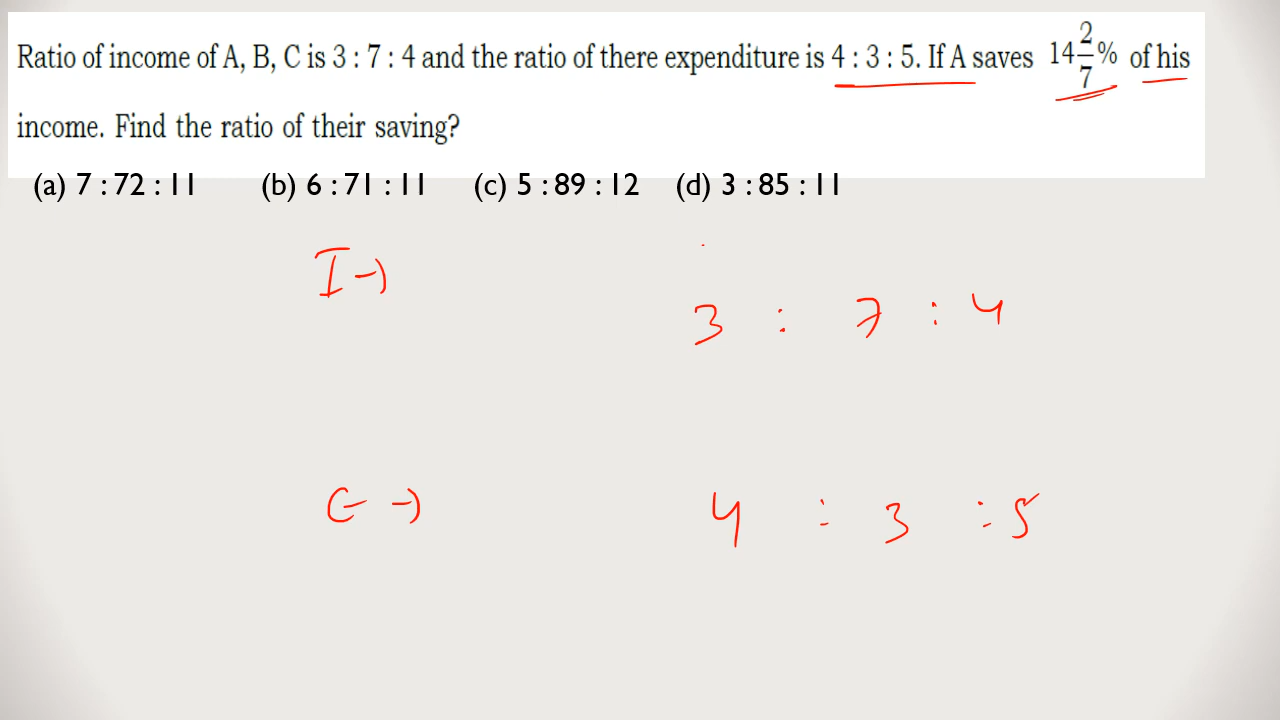 Ratio of income of A, B, C is 3 : 7 : 4 and the ratio of there expenditure is 4 : 3 : 5. If A saves 14 2/7 % of his
income. Find the ratio of their saving?
(a) 7 : 72 : 11 (b) 6 : 71 : 11 (c) 5 : 89 : 12 (d) 3 : 85 : 11
I →
3 : 7 : 4
E →
4 : 3 : 5